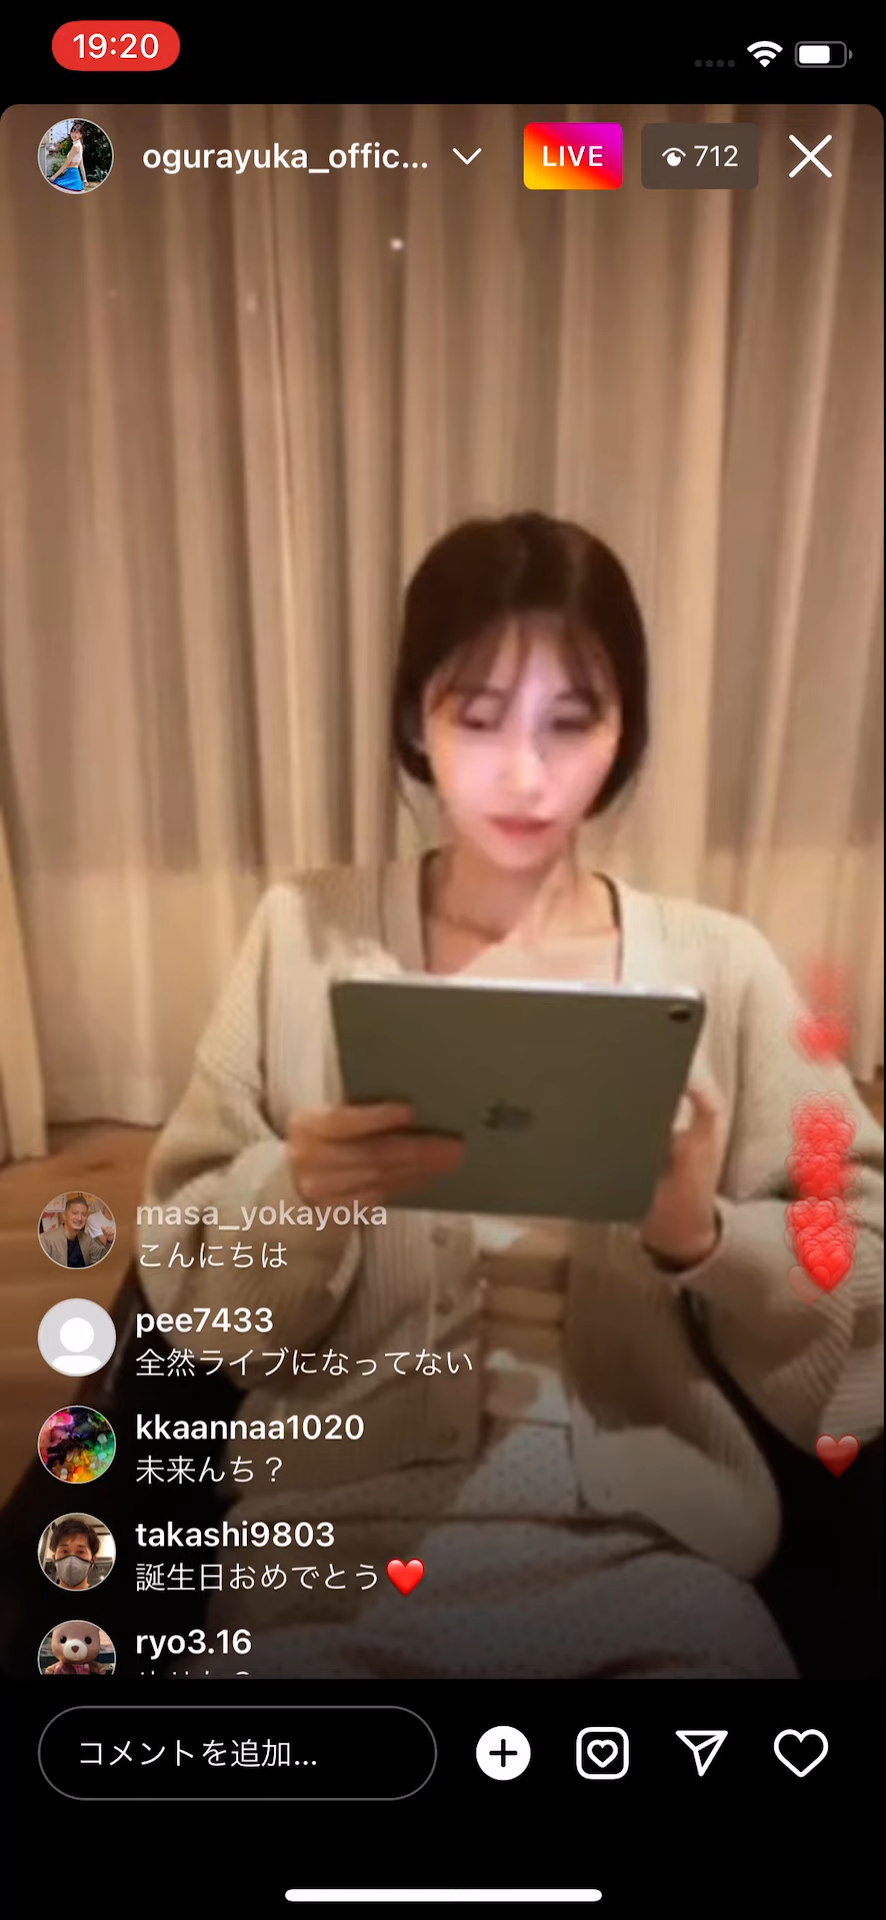 19:20
ogurayuka_offic...
LIVE
712
masa_yokayoka
こんにちは
pee7433
全然ライブになってない
kkaannaa1020
未来んち？
takashi9803
誕生日おめでとう❤️
ryo3.16
コメントを追加...